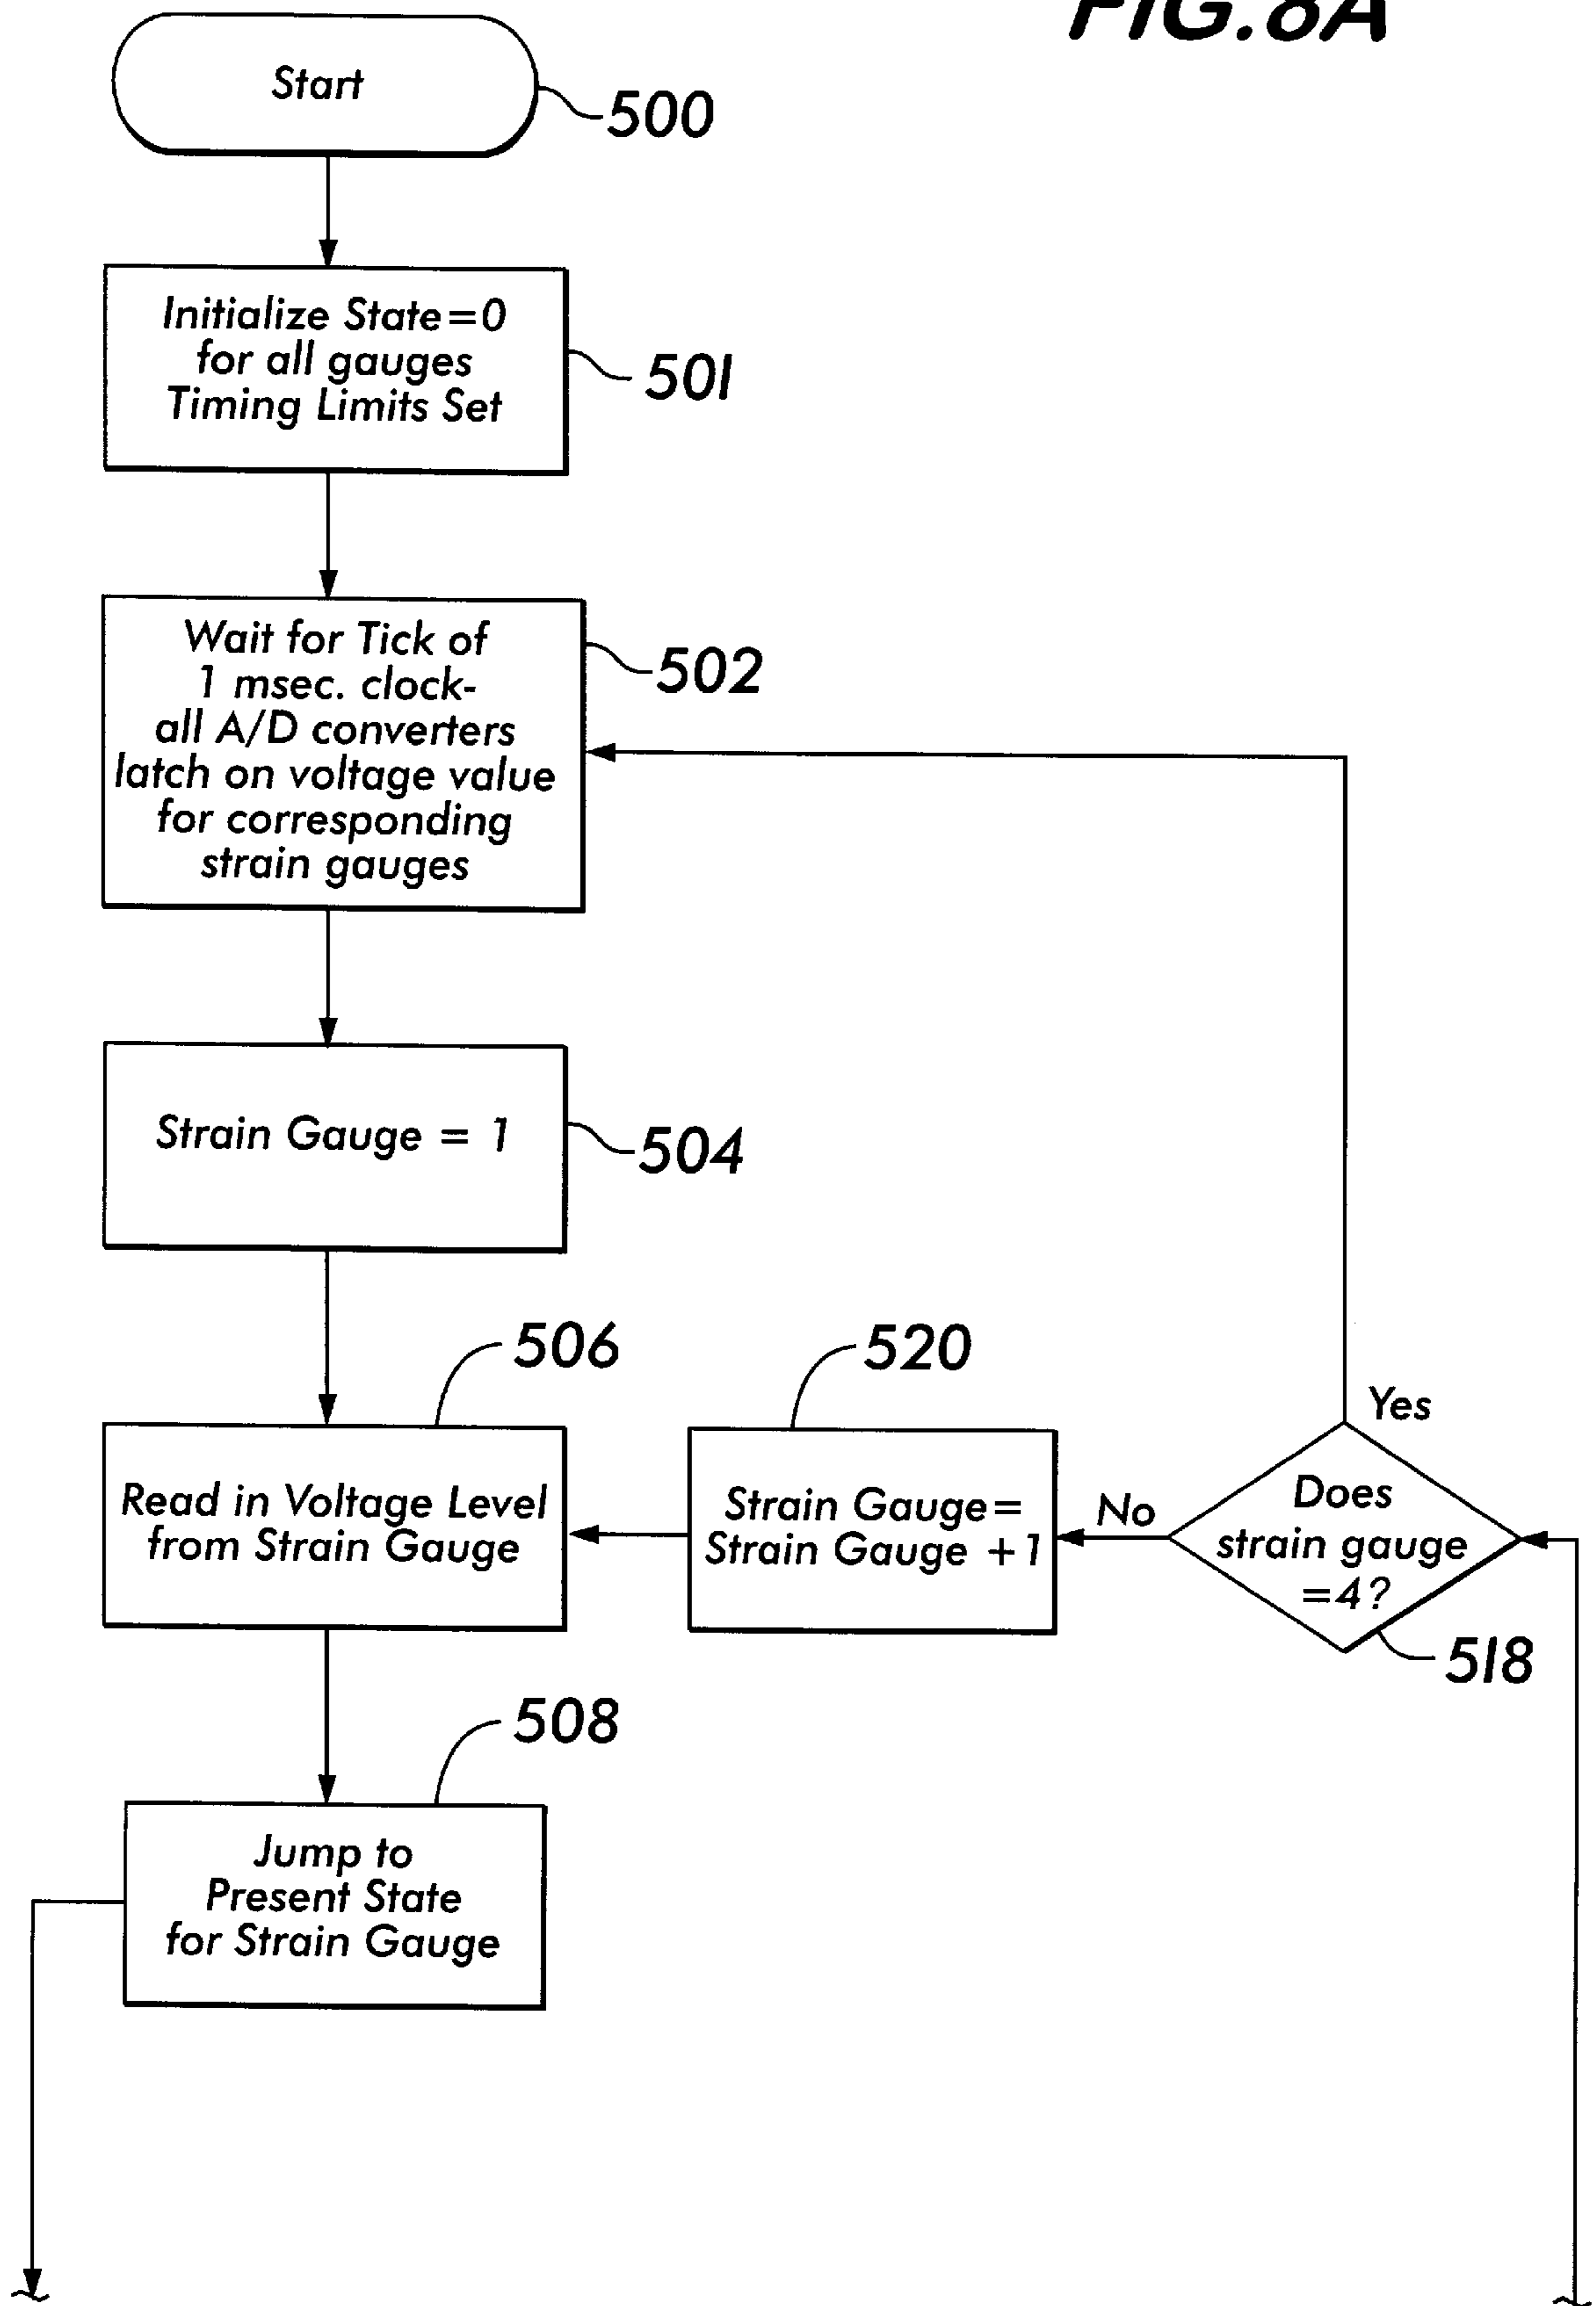 FIG.8A
Start
500
Initialize State=0
for all gauges
Timing Limits Set
501
Wait for Tick of
1 msec. clock-
all A/D converters
latch on voltage value
for corresponding
strain gauges
502
Strain Gauge = 1
504
506
Read in Voltage Level
from Strain Gauge
520
Strain Gauge=
Strain Gauge +1
No
Yes
Does
strain gauge
=4?
518
508
Jump to
Present State
for Strain Gauge